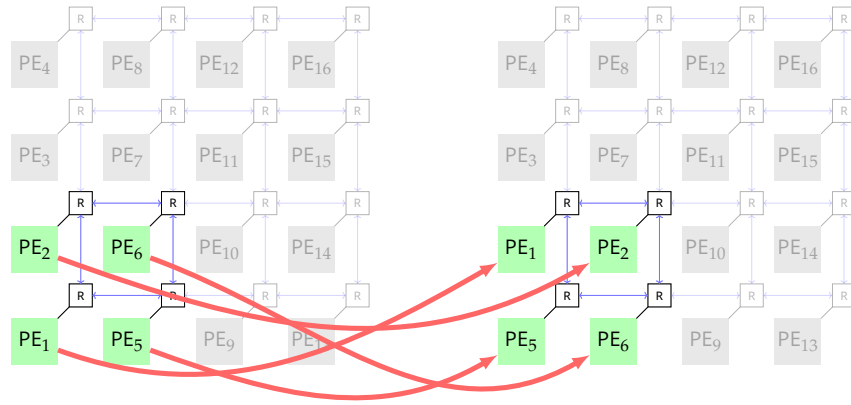 R R R R R R R R
PE4 PE8 PE12 PE16 PE4 PE8 PE12 PE16
R R R R R R R R
PE3 PE7 PE11 PE15 PE3 PE7 PE11 PE15
R R R R R R R R
PE2 PE6 PE10 PE14 PE1 PE2 PE10 PE14
R R R R R R R R
PE1 PE5 PE9 PE5 PE6 PE9 PE13